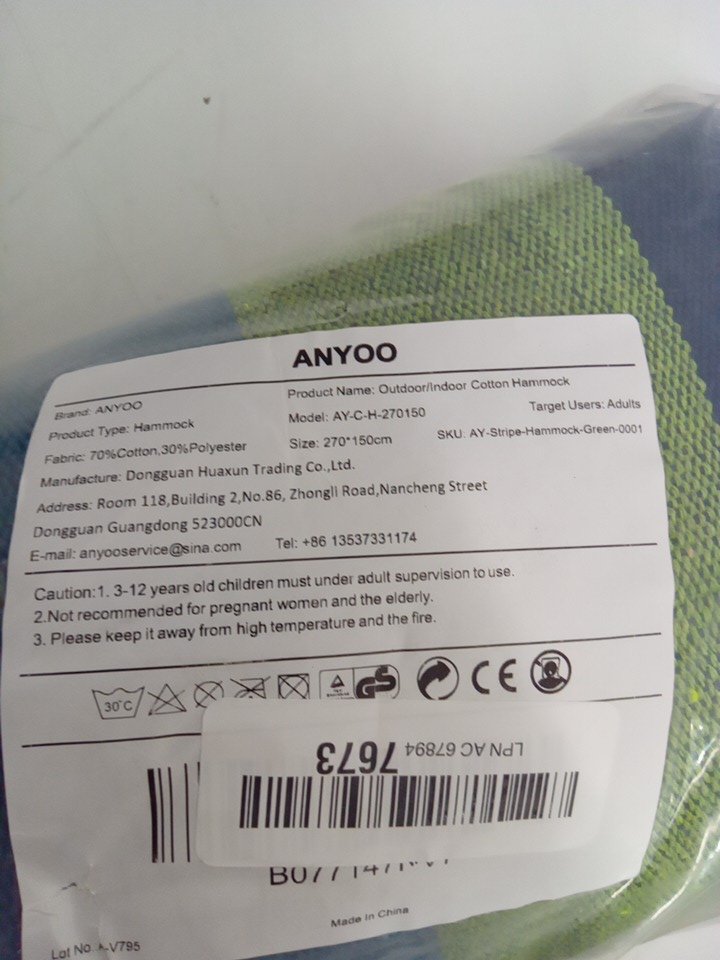 ANYOO
Brand: ANYOO
Product Name: Outdoor/Indoor Cotton Hammock
Product Type: Hammock
Model: AY-C-H-270150
Target Users: Adults
Fabric: 70%Cotton,30%Polyester
Size: 270*150cm
SKU: AY-Stripe-Hammock-Green-0001
Manufacture: Dongguan Huaxun Trading Co.,Ltd.
Address: Room 118,Building 2,No.86, Zhongli Road,Nancheng Street
Dongguan Guangdong 523000CN
E-mail: anyooservice@sina.com
Tel: +86 13537331174
Caution:1. 3-12 years old children must under adult supervision to use.
2.Not recommended for pregnant women and the elderly.
3. Please keep it away from high temperature and the fire.
30°C
GS
CE
LPN AC 67894 7673
Made In China
Lot No.